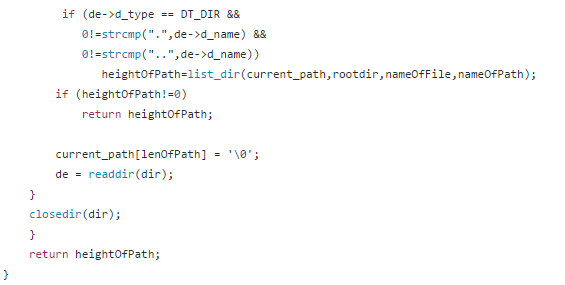 if (de->d_type == DT_DIR &&
0!=strcmp(".",de->d_name) &&
0!=strcmp("..",de->d_name))
heightOfPath=list_dir(current_path,rootdir,nameOfFile,nameOfPath);
if (heightOfPath!=0)
return heightOfPath;
current_path[lenOfPath] = '\0';
de = readdir(dir);
}
closedir(dir);
}
return heightOfPath;
}